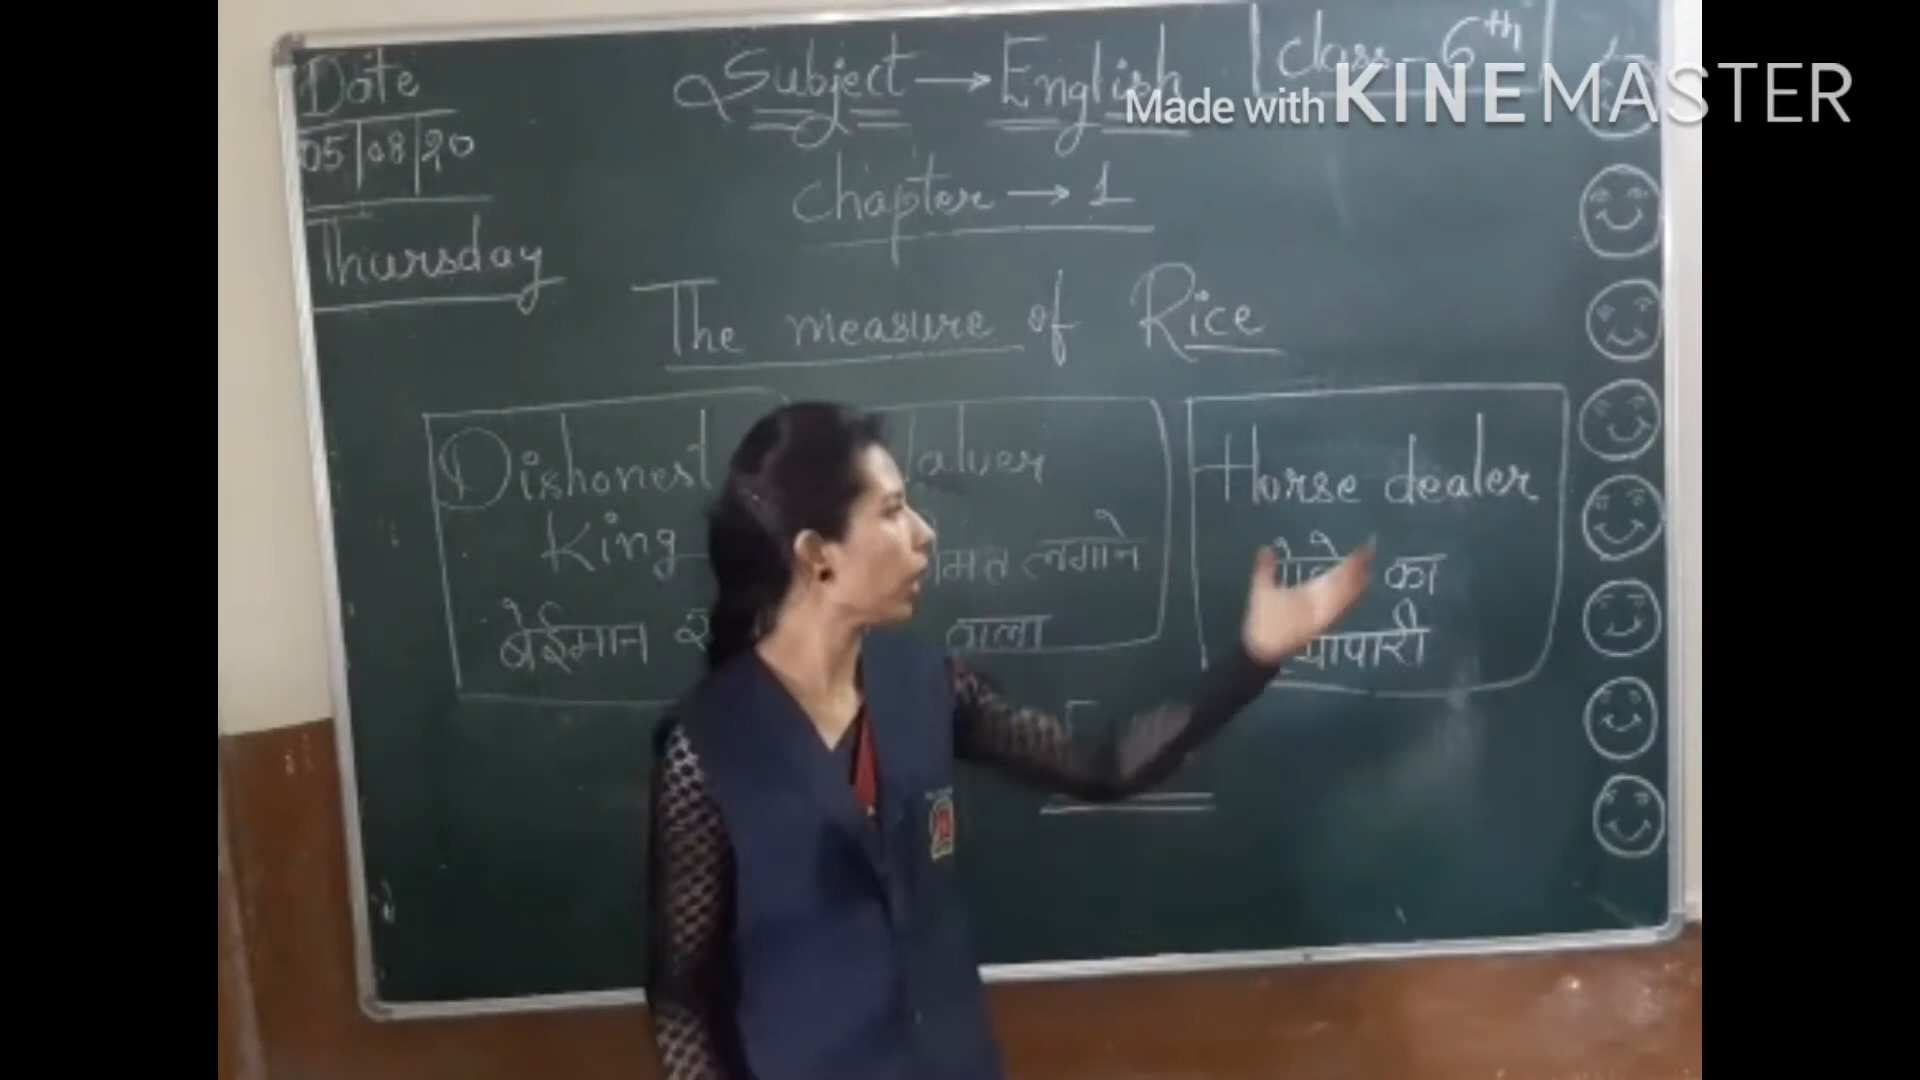 Date
05|08|20
Thursday
Subject → English
class - 6th
Made with KINEMASTER
Chapter → 1
The measure of Rice
Dishonest
King
बेईमान
लगाने
वाला
Horse dealer
का